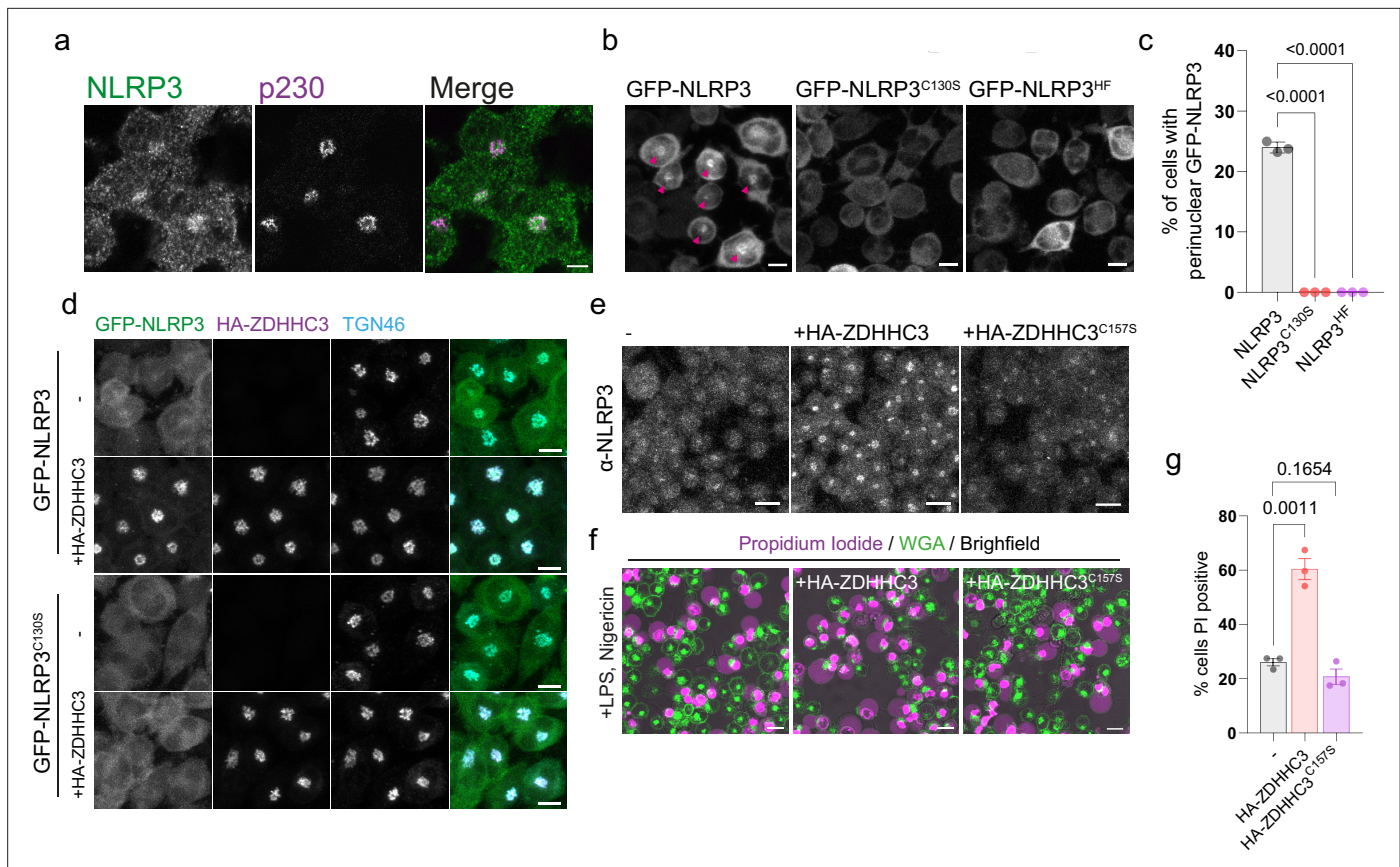 a
NLRP3 p230 Merge
b
GFP-NLRP3 GFP-NLRP3C130S GFP-NLRP3HF
c
40
30
20
10
0
% of cells with
perinuclear GFP-NLRP3
<0.0001
<0.0001
NLRP3
NLRP3C130S
NLRP3HF
d
GFP-NLRP3 HA-ZDHHC3 TGN46
GFP-NLRP3
-
+HA-ZDHHC3
GFP-NLRP3C130S
-
+HA-ZDHHC3
e
- +HA-ZDHHC3 +HA-ZDHHC3C157S
α-NLRP3
f
Propidium Iodide / WGA / Brighfield
+LPS, Nigericin
+HA-ZDHHC3 +HA-ZDHHC3C157S
g
0.1654
0.0011
80
60
40
20
0
% cells PI positive
-
HA-ZDHHC3
HA-ZDHHC3C157S